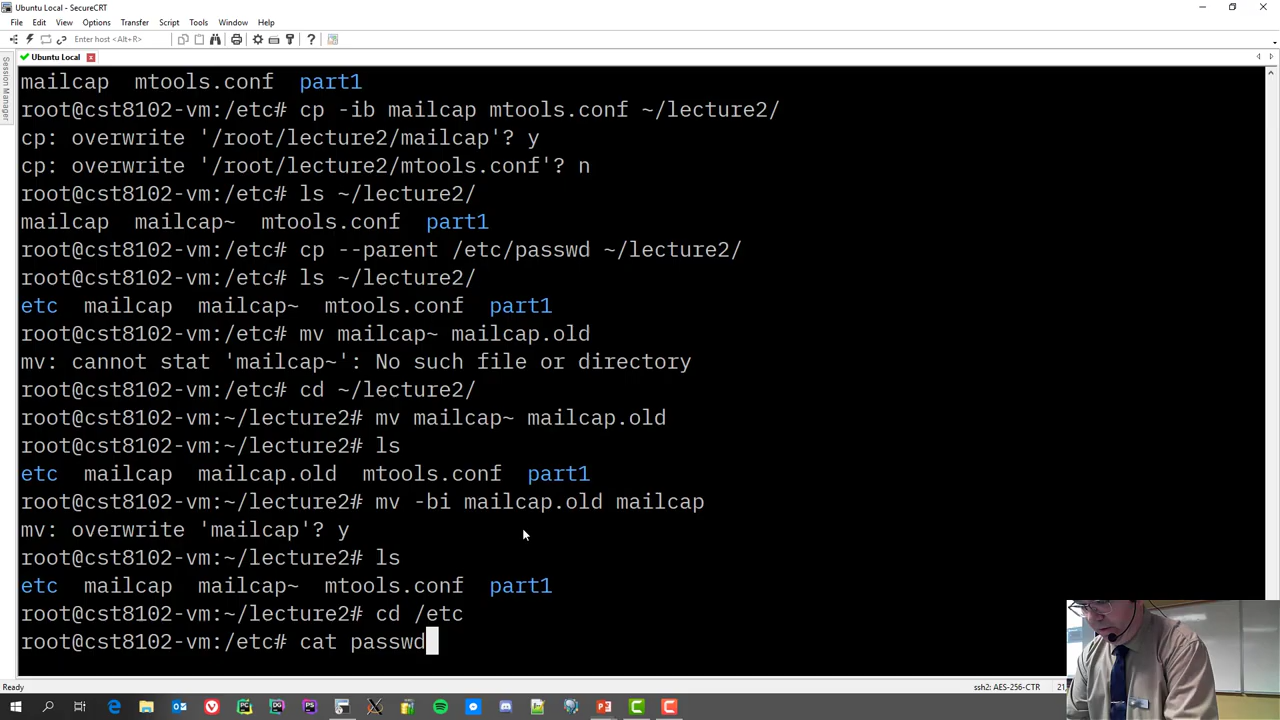 Ubuntu Local - SecureCRT
File Edit View Options Transfer Script Tools Window Help
Enter host <Alt+R>
Ubuntu Local
Session Manager
mailcap mtools.conf part1
root@cst8102-vm:/etc# cp -ib mailcap mtools.conf ~/lecture2/
cp: overwrite '/root/lecture2/mailcap'? y
cp: overwrite '/root/lecture2/mtools.conf'? n
root@cst8102-vm:/etc# ls ~/lecture2/
mailcap mailcap~ mtools.conf part1
root@cst8102-vm:/etc# cp --parent /etc/passwd ~/lecture2/
root@cst8102-vm:/etc# ls ~/lecture2/
etc mailcap mailcap~ mtools.conf part1
root@cst8102-vm:/etc# mv mailcap~ mailcap.old
mv: cannot stat 'mailcap~': No such file or directory
root@cst8102-vm:/etc# cd ~/lecture2/
root@cst8102-vm:~/lecture2# mv mailcap~ mailcap.old
root@cst8102-vm:~/lecture2# ls
etc mailcap mailcap.old mtools.conf part1
root@cst8102-vm:~/lecture2# mv -bi mailcap.old mailcap
mv: overwrite 'mailcap'? y
root@cst8102-vm:~/lecture2# ls
etc mailcap mailcap~ mtools.conf part1
root@cst8102-vm:~/lecture2# cd /etc
root@cst8102-vm:/etc# cat passwd
Ready
ssh2: AES-256-CTR
21,